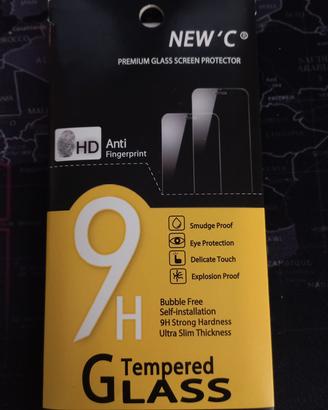 NEW'C®
PREMIUM GLASS SCREEN PROTECTOR
HD Anti
Fingerprint
9H
Smudge Proof
Eye Protection
Delicate Touch
Explosion Proof
Bubble Free
Self-installation
9H Strong Hardness
Ultra Slim Thickness
Tempered
GLASS